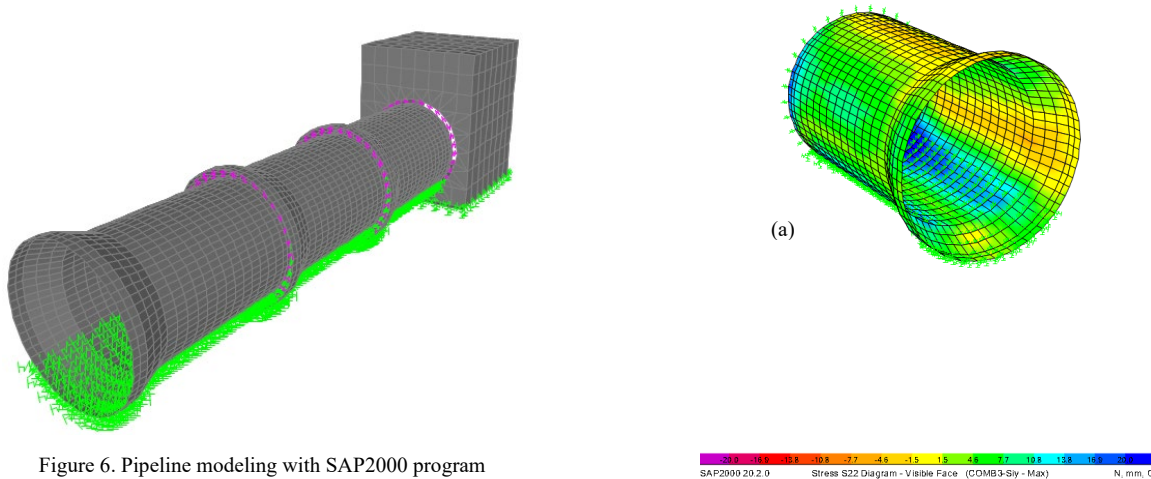 (a)
Figure 6. Pipeline modeling with SAP2000 program
-20.0 -16.9 -13.8 -10.8 -7.7 -4.6 -1.5 1.5 4.6 7.7 10.8 13.8 16.9 20.0
SAP2000 20.2.0 Stress S22 Diagram - Visible Face (COMB3-Sly - Max) N, mm,